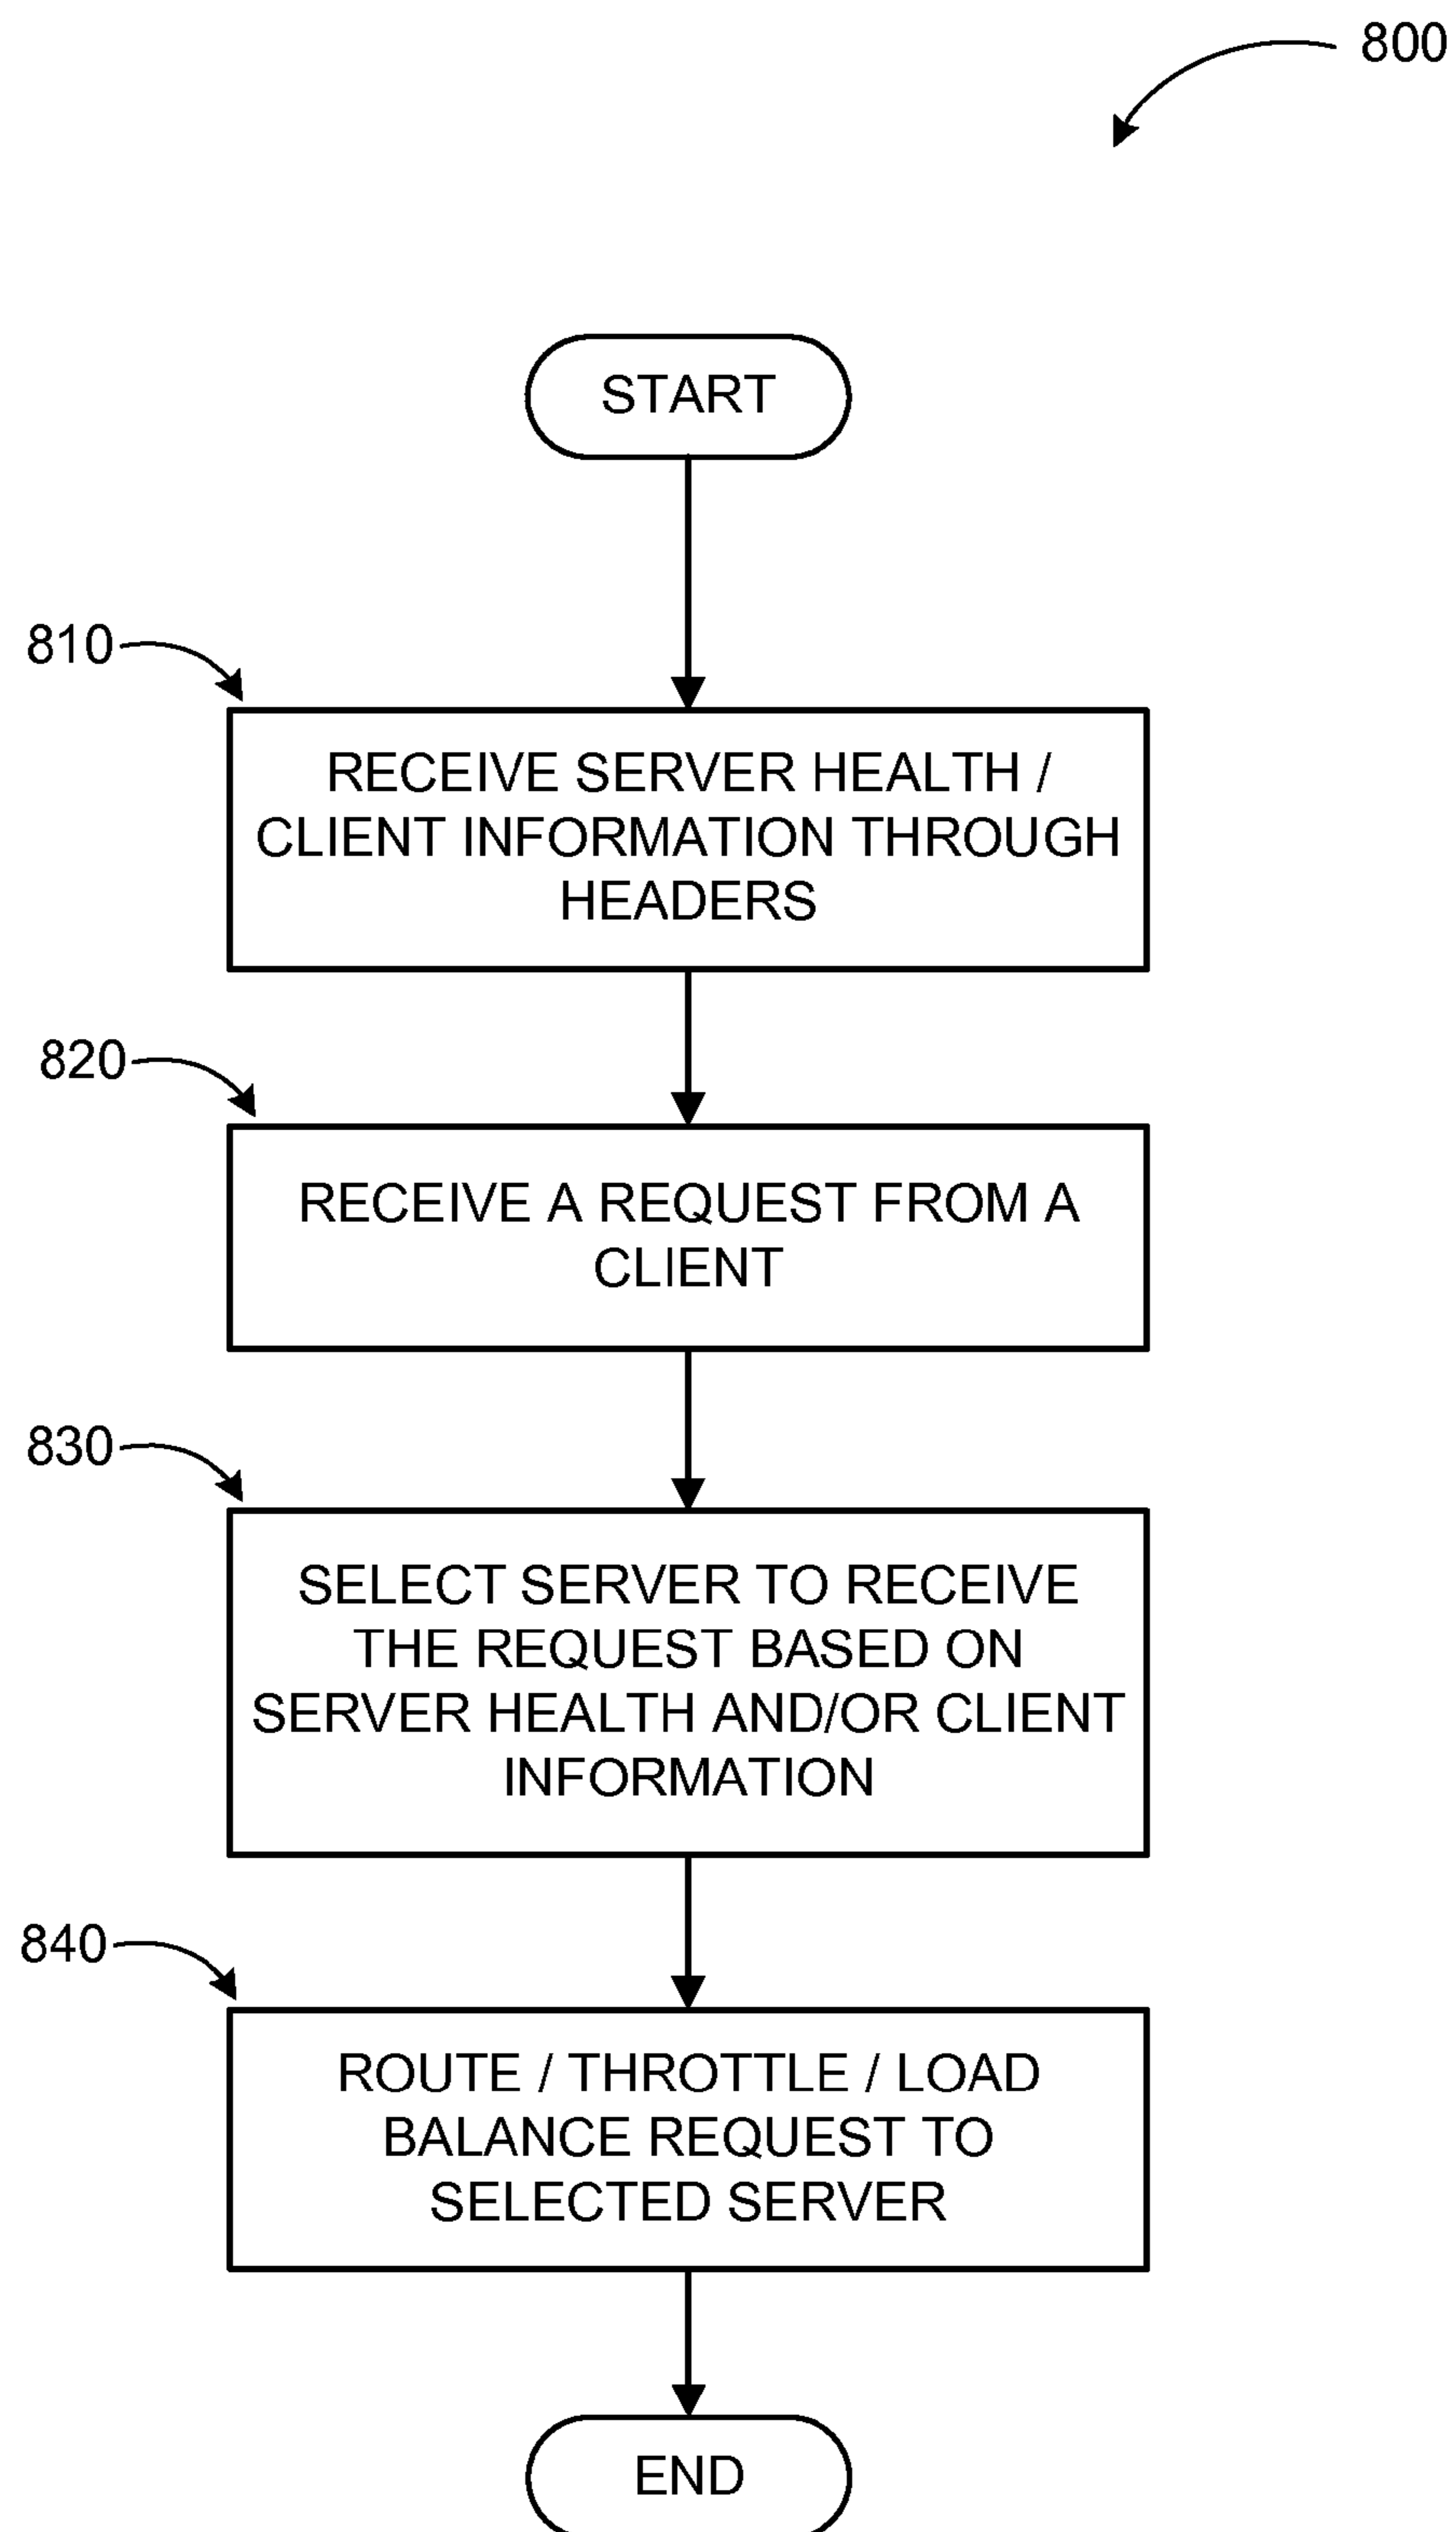 800
START
810
RECEIVE SERVER HEALTH /
CLIENT INFORMATION THROUGH
HEADERS
820
RECEIVE A REQUEST FROM A
CLIENT
830
SELECT SERVER TO RECEIVE
THE REQUEST BASED ON
SERVER HEALTH AND/OR CLIENT
INFORMATION
840
ROUTE / THROTTLE / LOAD
BALANCE REQUEST TO
SELECTED SERVER
END